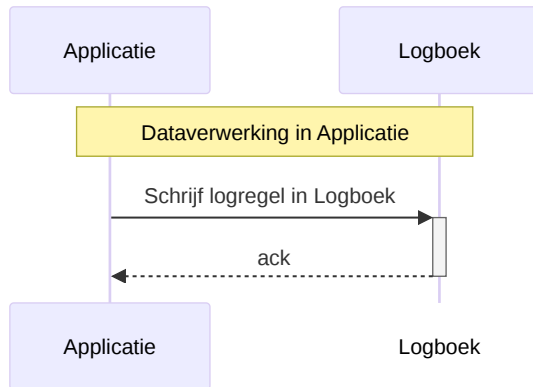 Applicatie
Logboek
Dataverwerking in Applicatie
Schrijf logregel in Logboek
ack
Applicatie
Logboek